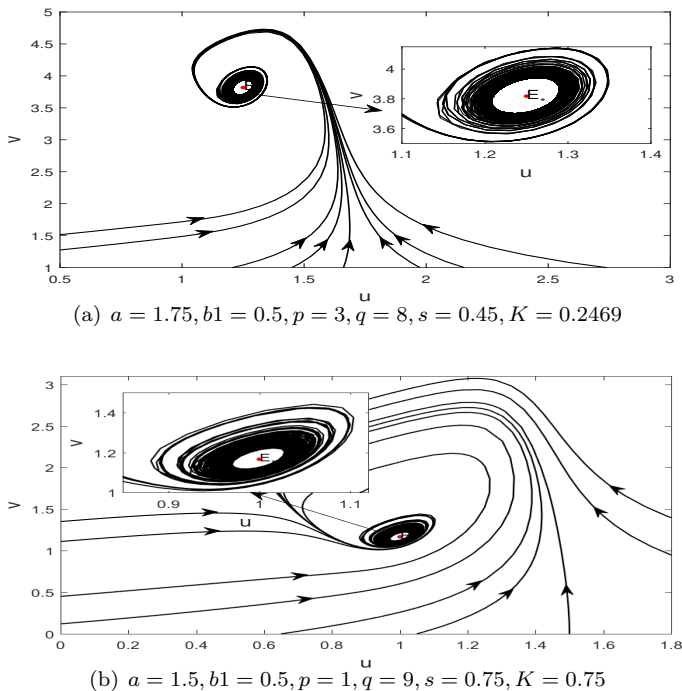 5
4.5
4
3.5
3
2.5
2
1.5
1
V
E
0.5 1 1.5 2 2.5 3
u
4
3.8
3.6
V
E
1.1 1.2 1.3 1.4
u
(a) a = 1.75, b1 = 0.5, p = 3, q = 8, s = 0.45, K = 0.2469
3
2.5
2
1.5
1
0.5
0
V
E
1.4
1.2
1
V
E
0.9 1 1.1
u
0 0.2 0.4 0.6 0.8 1 1.2 1.4 1.6 1.8
u
(b) a = 1.5, b1 = 0.5, p = 1, q = 9, s = 0.75, K = 0.75